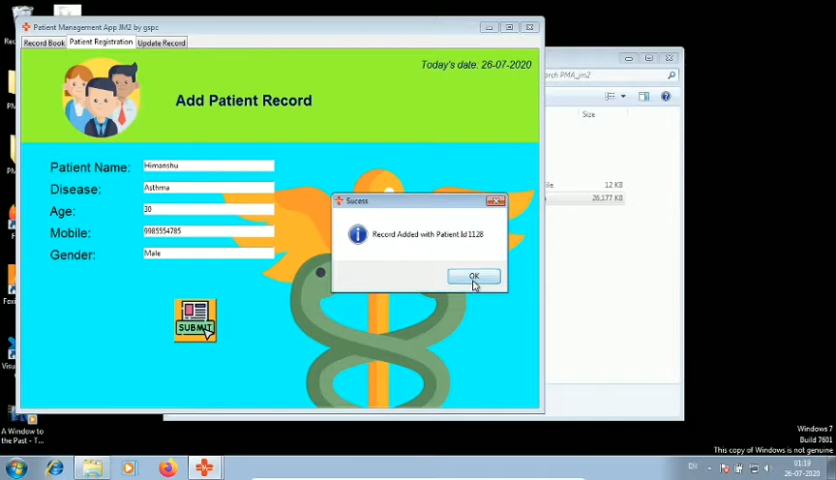 Patient Management App JM2 by gspc
Record Book
Patient Registration
Update Record
Today's date: 26-07-2020
Add Patient Record
Patient Name:
Himanshu
Disease:
Asthma
Age:
30
Mobile:
9985554785
Gender:
Male
SUBMIT
Sucess
Record Added with Patient Id 1128
OK
PMA_jm2
Size
12 KB
26,177 KB
A Window to
the Past - T...
Windows 7
Build 7601
This copy of Windows is not genuine
EN
01:19
26-07-2020